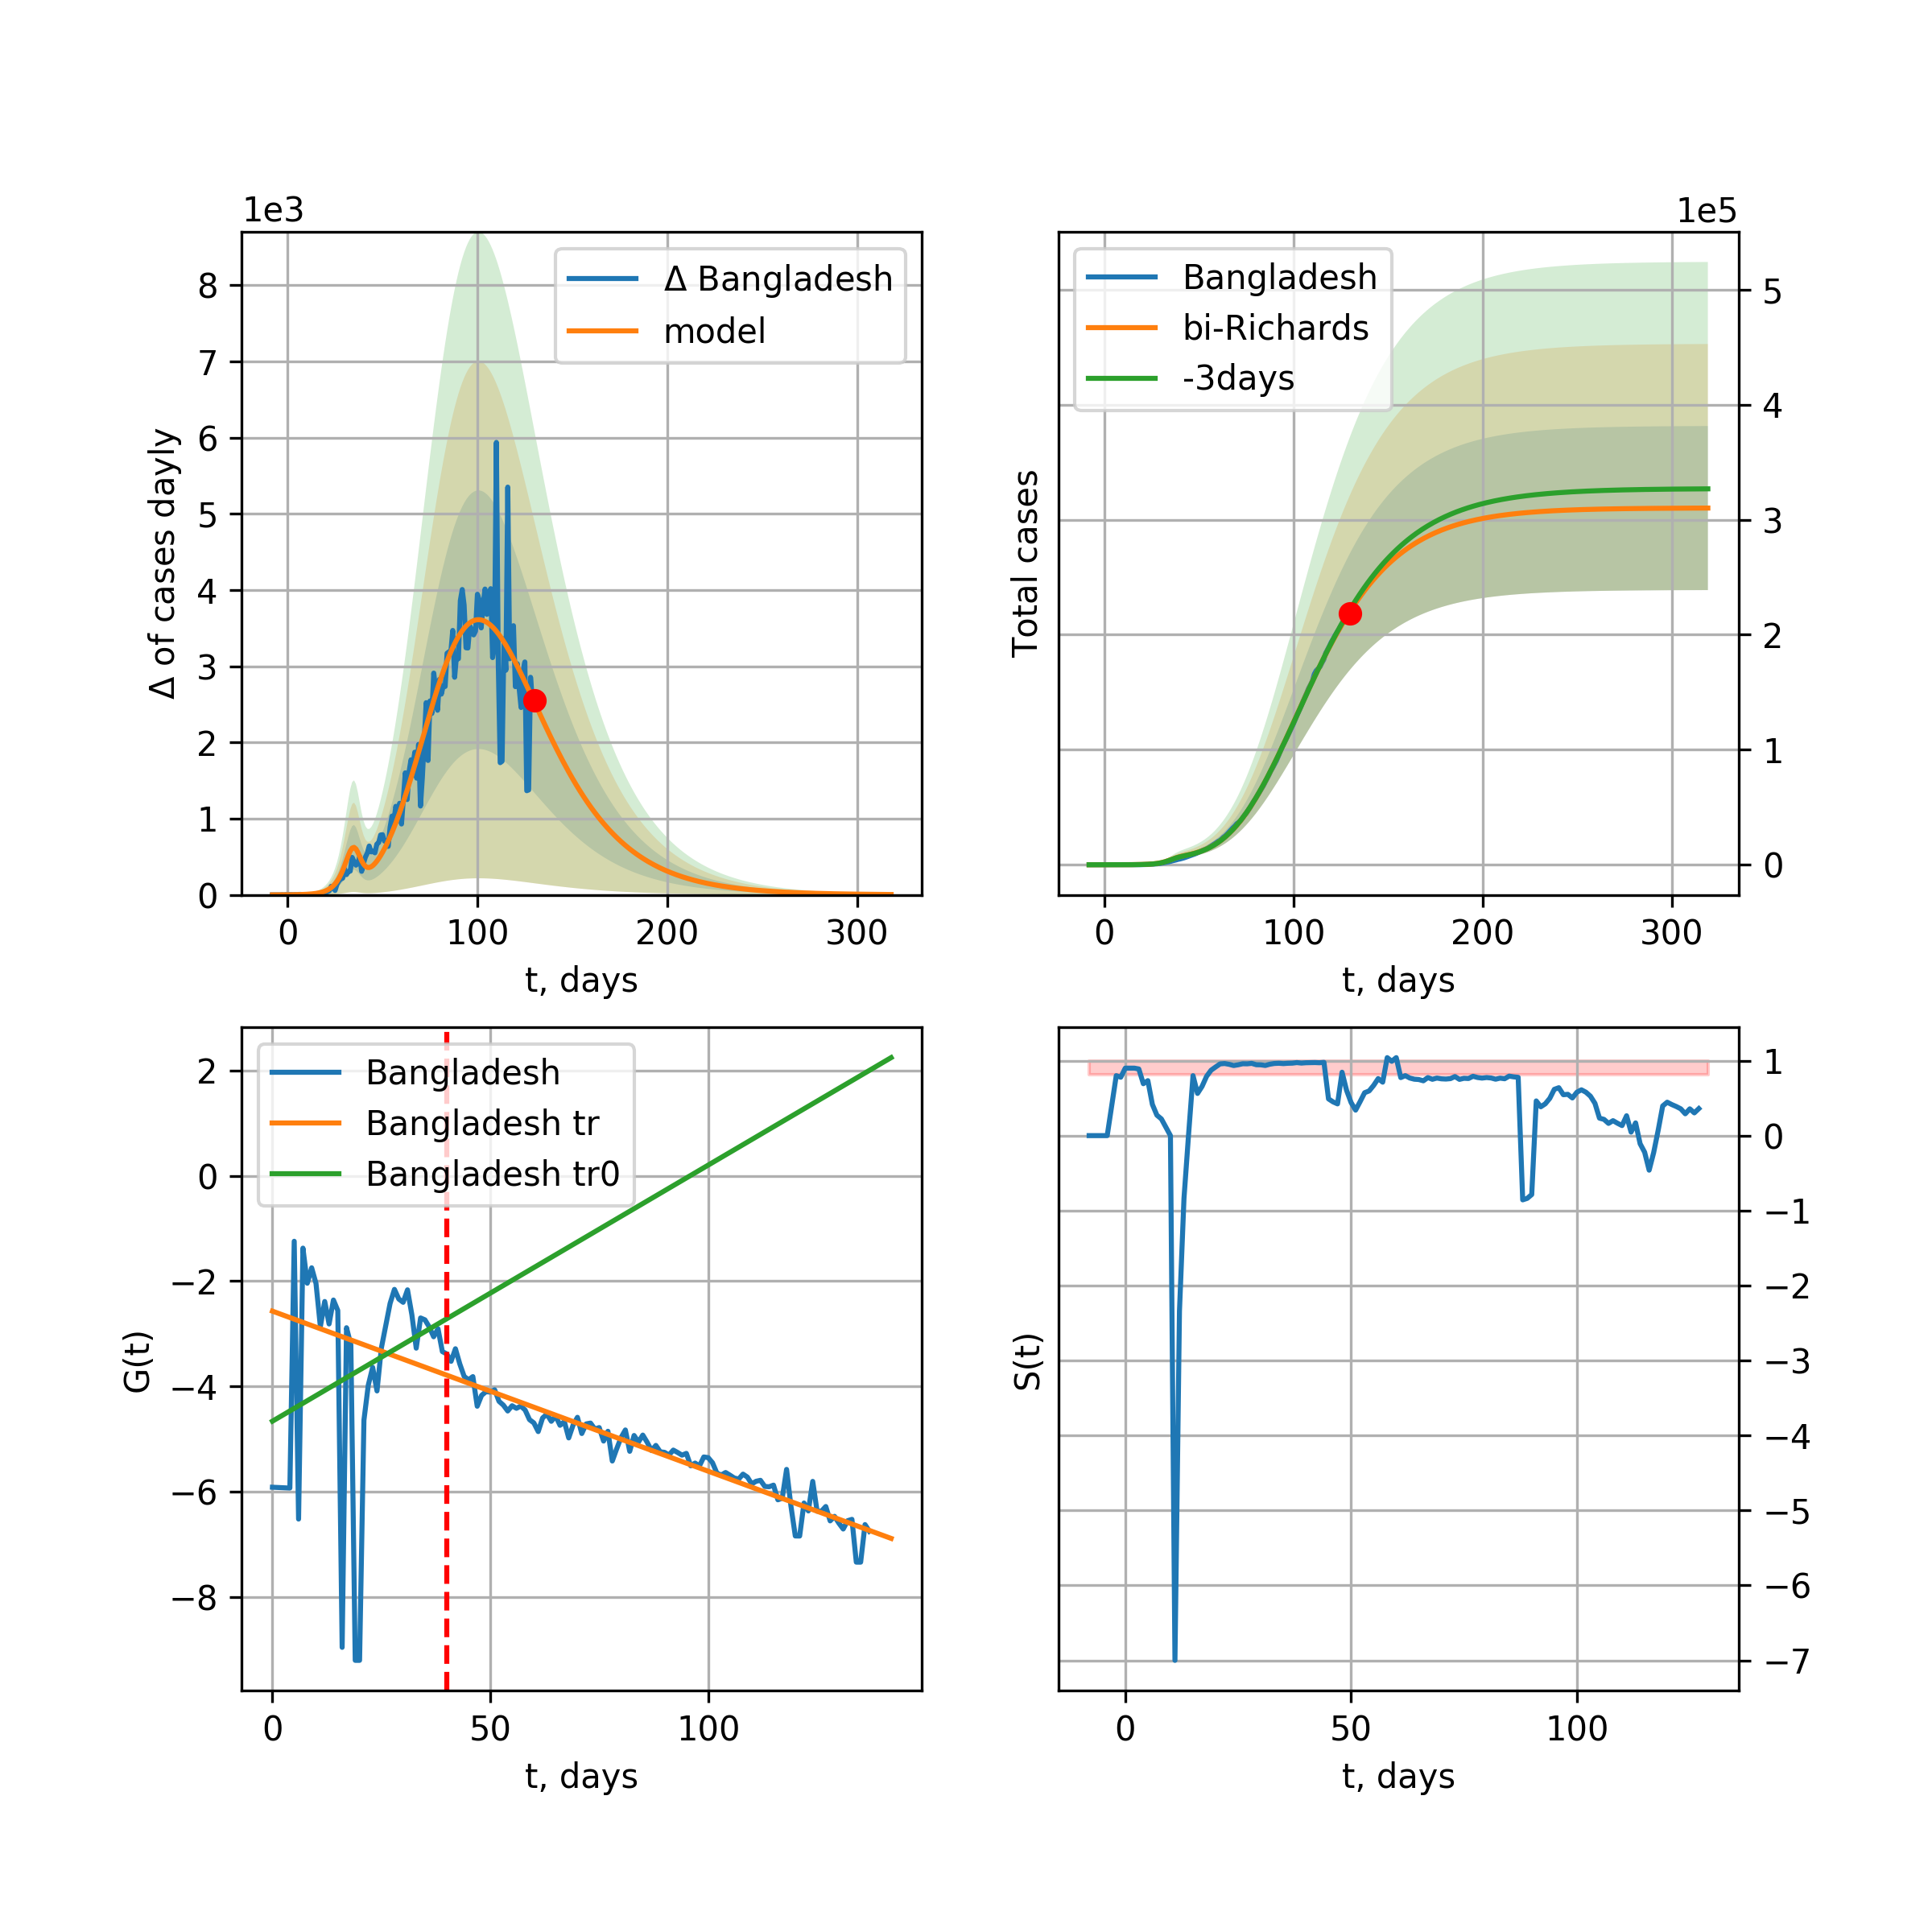 1e3
Δ Bangladesh
model
8
7
6
5
4
3
2
1
0
Δ of cases dayly
0 100 200 300
t, days
1e5
Bangladesh
bi-Richards
-3days
5
4
3
2
1
0
Total cases
0 100 200 300
t, days
Bangladesh
Bangladesh tr
Bangladesh tr0
2
0
−2
−4
−6
−8
G(t)
0 50 100
t, days
1
0
−1
−2
−3
−4
−5
−6
−7
S(t)
0 50 100
t, days